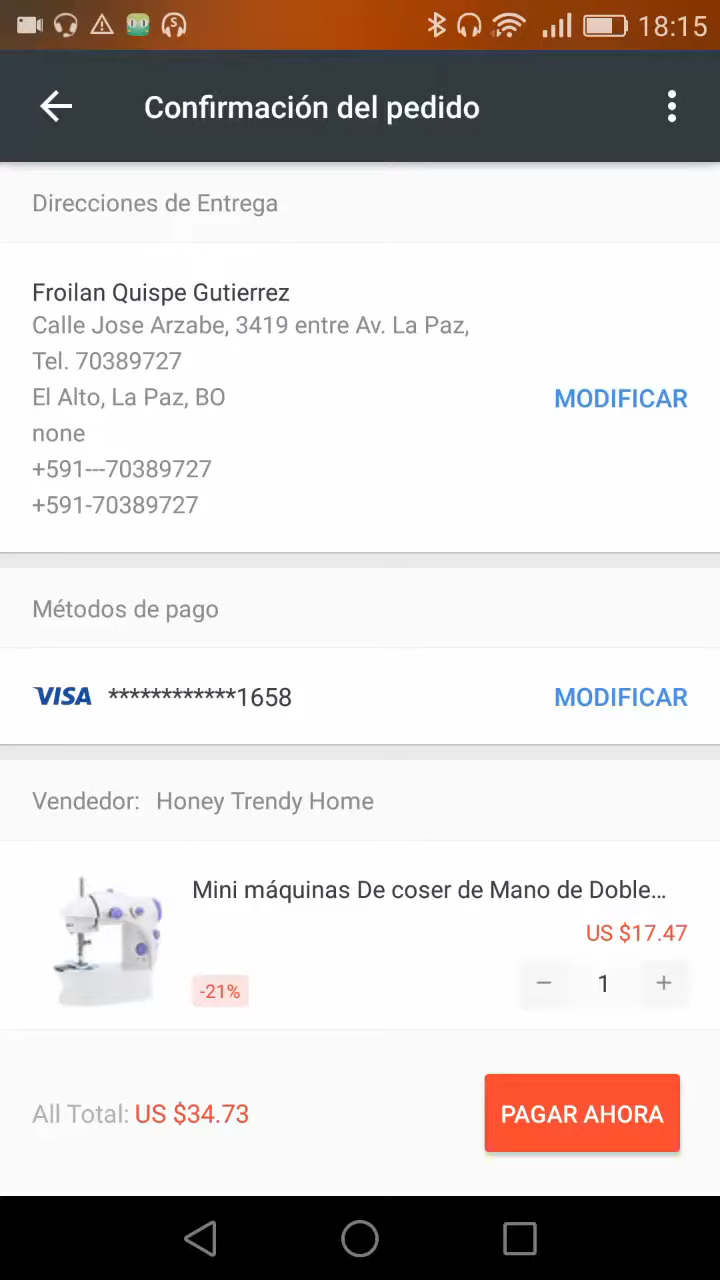 18:15
Confirmación del pedido
Direcciones de Entrega
Froilan Quispe Gutierrez
Calle Jose Arzabe, 3419 entre Av. La Paz,
Tel. 70389727
El Alto, La Paz, BO
MODIFICAR
none
+591---70389727
+591-70389727
Métodos de pago
VISA ************1658 MODIFICAR
Vendedor: Honey Trendy Home
Mini máquinas De coser de Mano de Doble...
US $17.47
-21% − 1 +
All Total: US $34.73 PAGAR AHORA